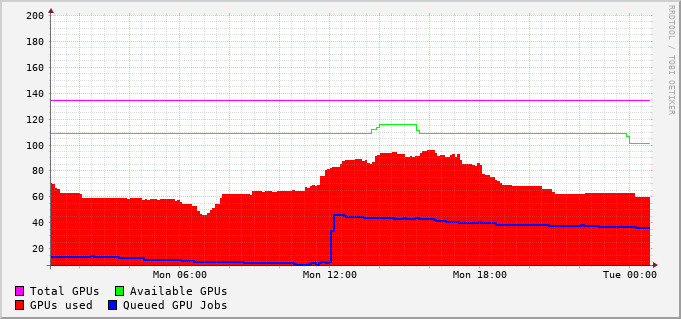 200
180
160
140
120
100
80
60
40
20
Mon 06:00 Mon 12:00 Mon 18:00 Tue 00:00
Total GPUs Available GPUs
GPUs used Queued GPU Jobs
RRDTOOL / TOBI OETIKER